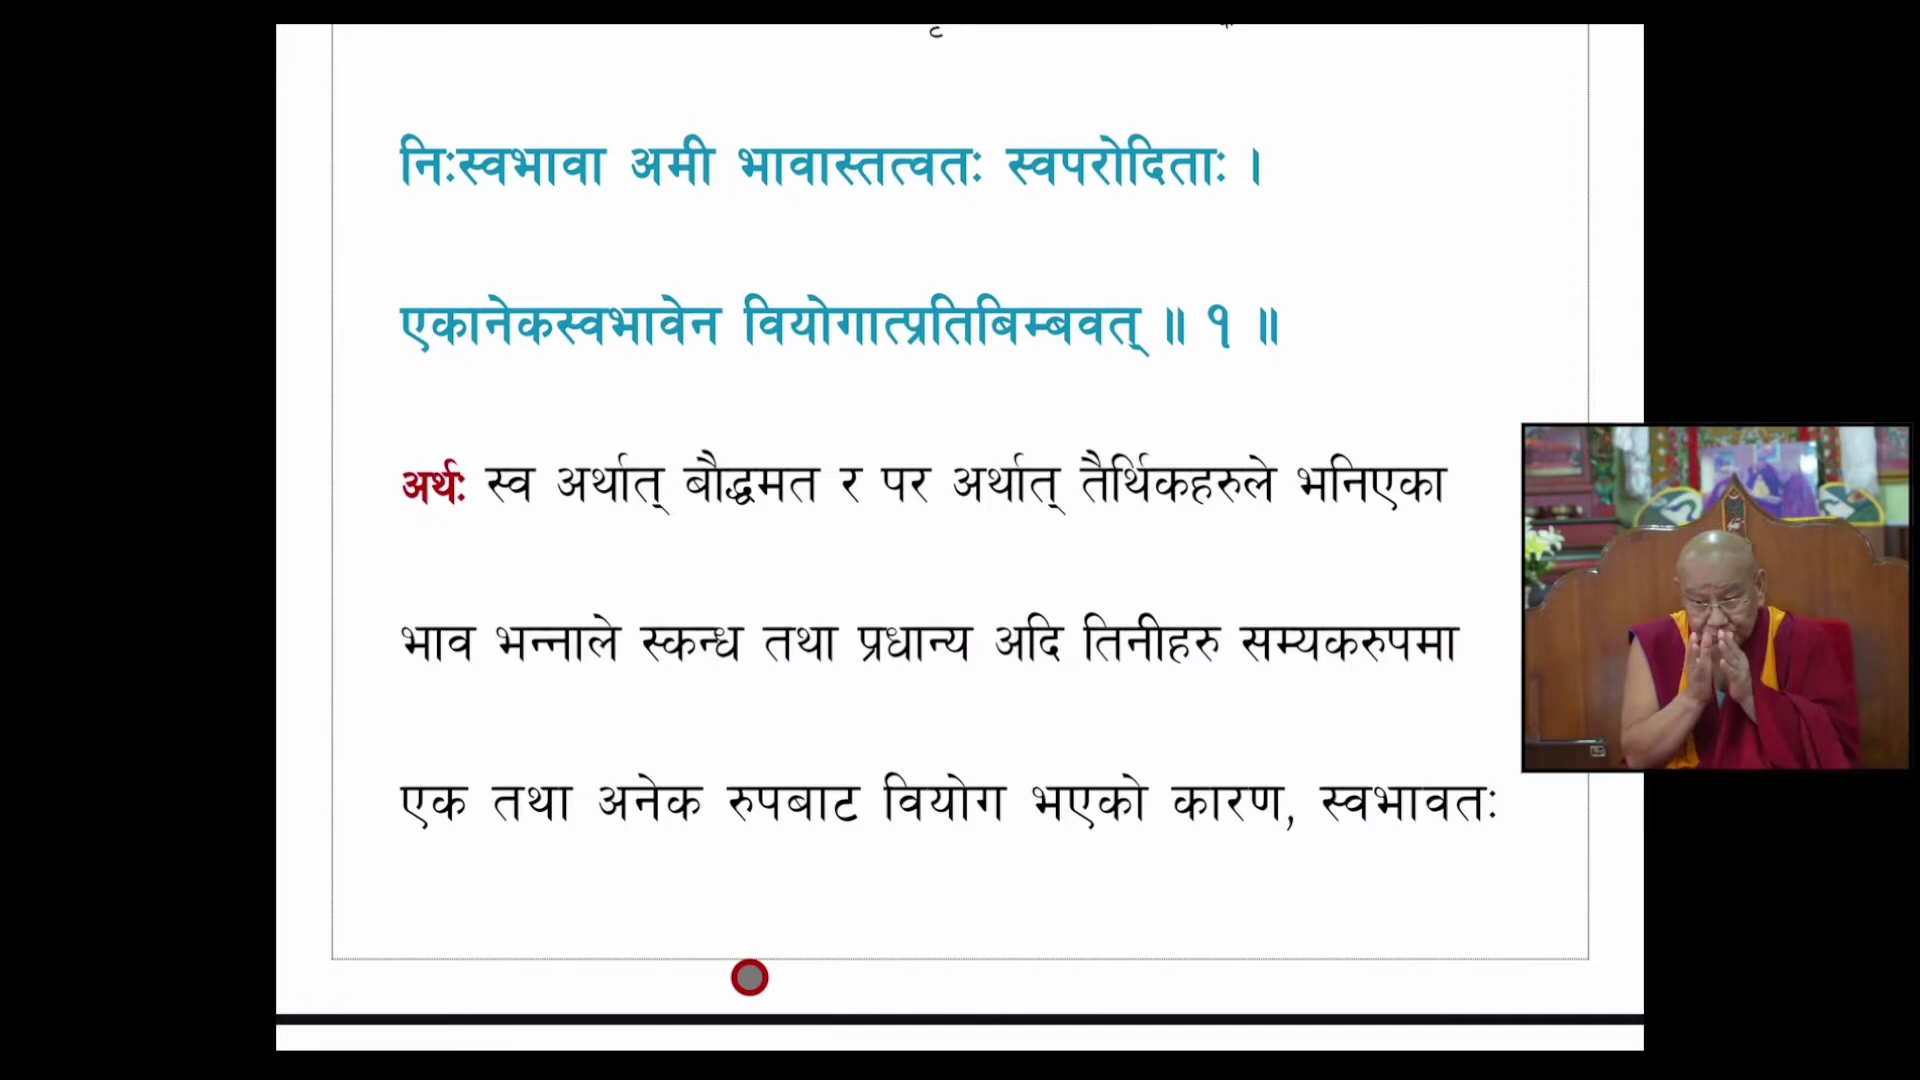 निःस्वभावा अमी भावास्तत्वतः स्वपरोदिताः ।
एकानेकस्वभावेन वियोगात्प्रतिबिम्बवत् ॥ १ ॥
अर्थः स्व अर्थात् बौद्धमत र पर अर्थात् तैर्थिकहरुले भनिएका
भाव भन्नाले स्कन्ध तथा प्रधान्य अदि तिनीहरु सम्यकरुपमा
एक तथा अनेक रुपबाट वियोग भएको कारण, स्वभावतः